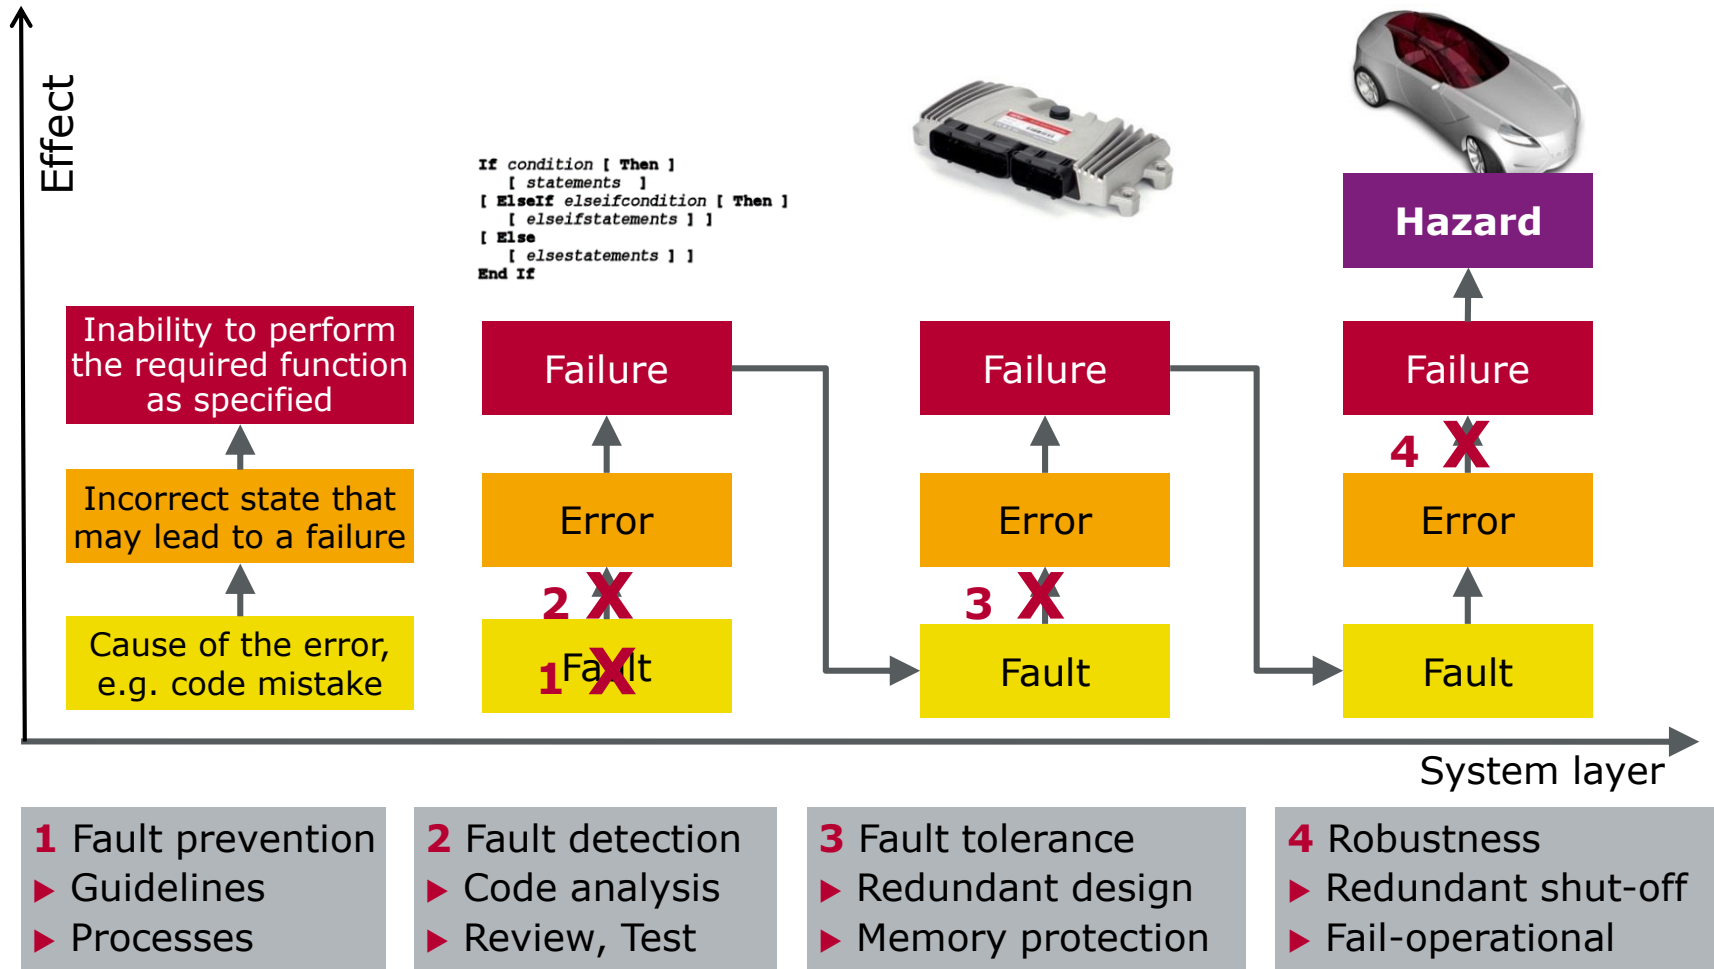 Effect
If condition [ Then ]
[ statements ]
[ ElseIf elseifcondition [ Then ]
[ elseifstatements ] ]
[ Else
[ elsestatements ] ]
End If
Hazard
Inability to perform
the required function
as specified
Failure
Failure
Failure
4 X
Incorrect state that
may lead to a failure
Error
Error
Error
2 X
3 X
Cause of the error,
e.g. code mistake
Fault
1 X
Fault
Fault
System layer
1 Fault prevention
Guidelines
Processes
2 Fault detection
Code analysis
Review, Test
3 Fault tolerance
Redundant design
Memory protection
4 Robustness
Redundant shut-off
Fail-operational